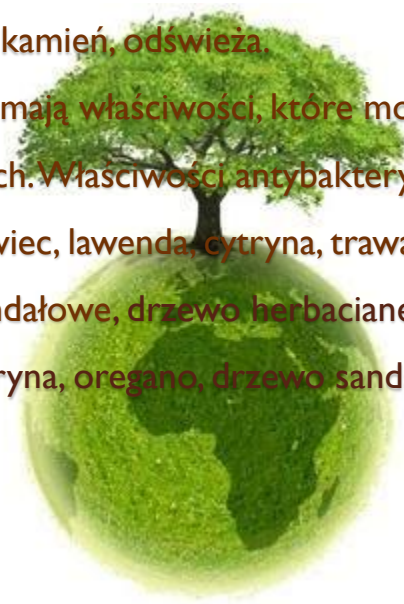 kamień, odświeża.
mają właściwości, które mo
ch. Właściwości antybaktery
wiec, lawenda, cytryna, trawa
ndałowe, drzewo herbaciane
ryna, oregano, drzewo sand